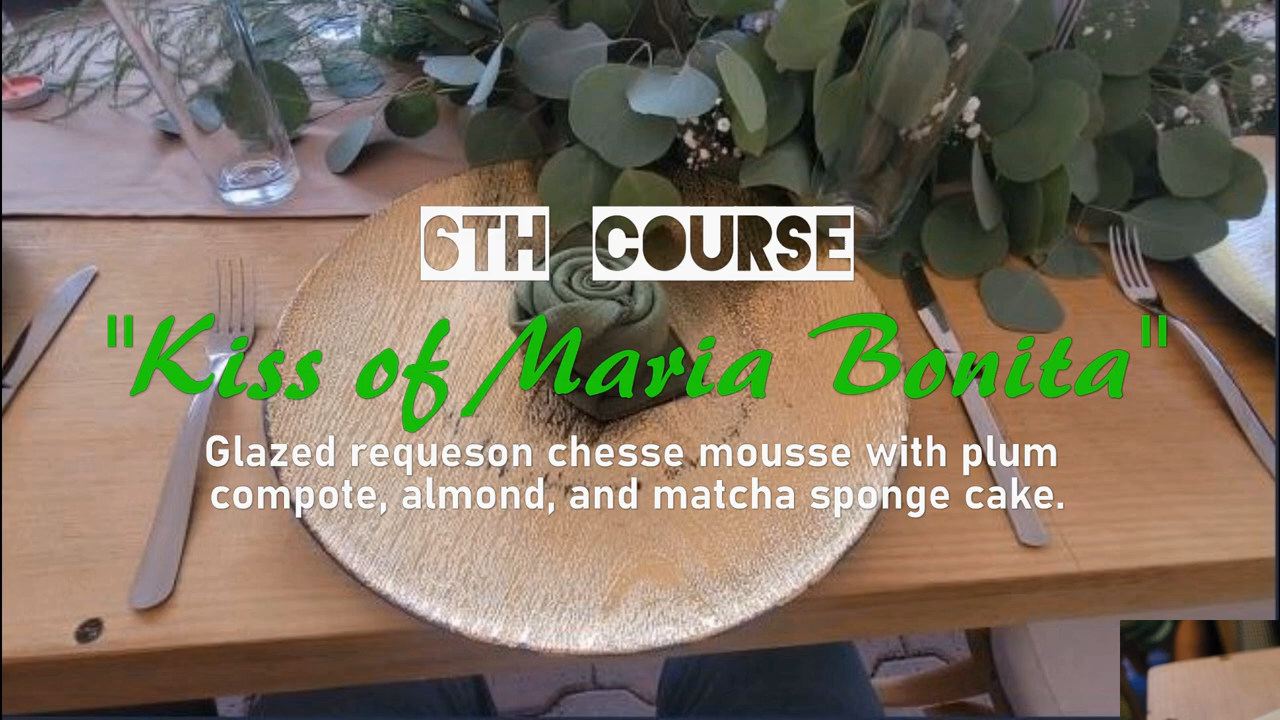 6TH COURSE
"Kiss of Maria Bonita"
Glazed requeson chesse mousse with plum
compote, almond, and matcha sponge cake.